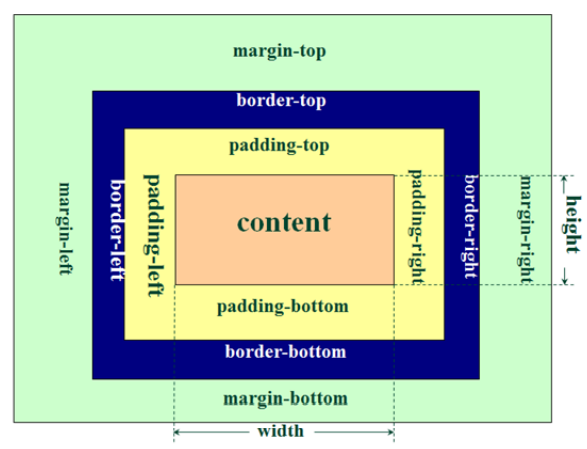 margin-top
border-top
padding-top
margin-left
border-left
padding-left
content
padding-right
border-right
margin-right
height
padding-bottom
border-bottom
margin-bottom
width